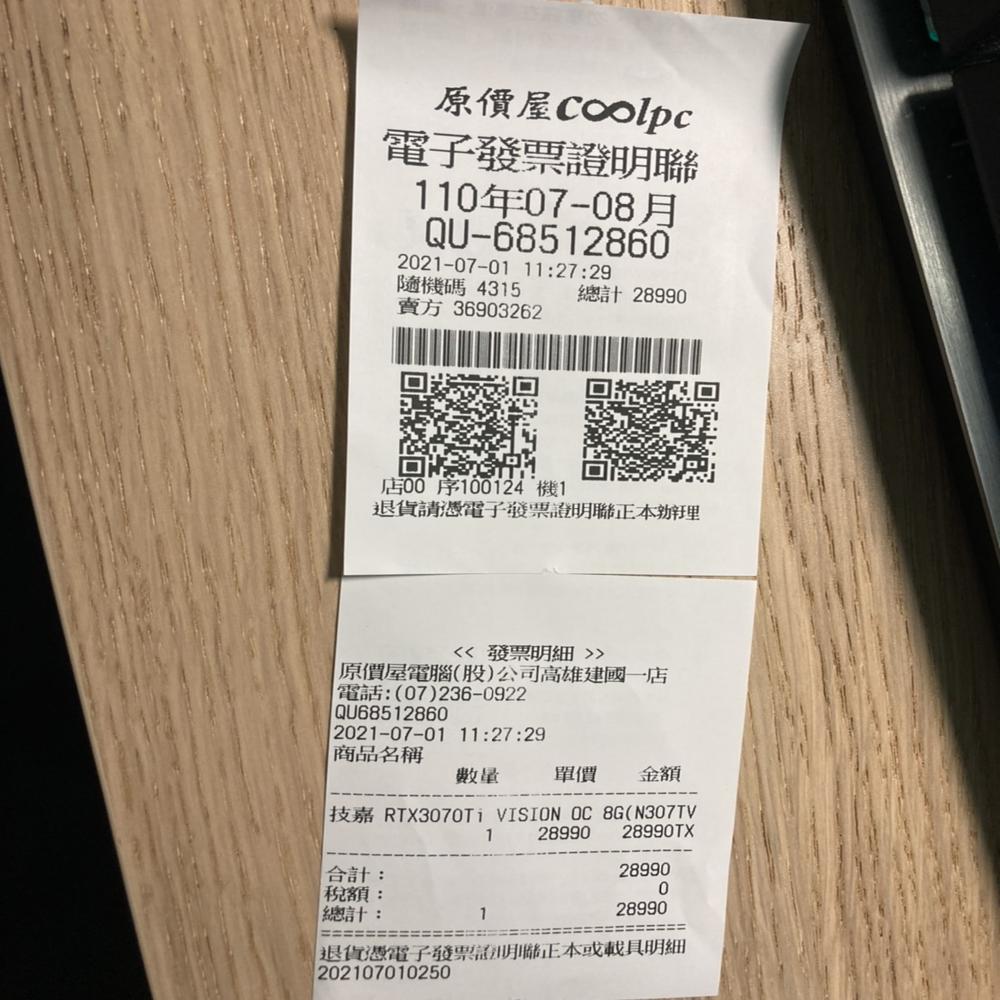 原價屋coolpc
電子發票證明聯
110年07-08月
QU-68512860
2021-07-01 11:27:29
隨機碼 4315 總計 28990
賣方 36903262
店00 序100124 機1
退貨請憑電子發票證明聯正本辦理
<< 發票明細 >>
原價屋電腦(股)公司高雄建國一店
電話:(07)236-0922
QU68512860
2021-07-01 11:27:29
商品名稱
數量 單價 金額
技嘉 RTX3070Ti VISION OC 8G(N307TV
1 28990 28990TX
合計： 28990
稅額： 0
總計： 1 28990
退貨憑電子發票證明聯正本或載具明細
202107010250